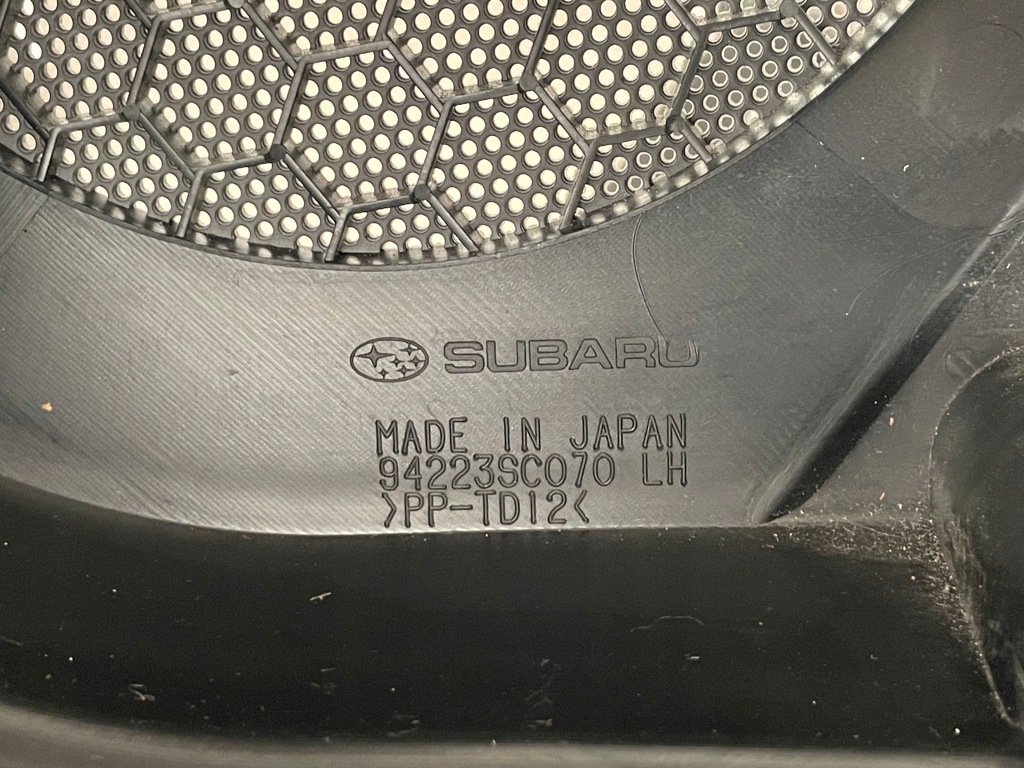 SUBARU
MADE IN JAPAN
94223SC070 LH
>PP-TD12<